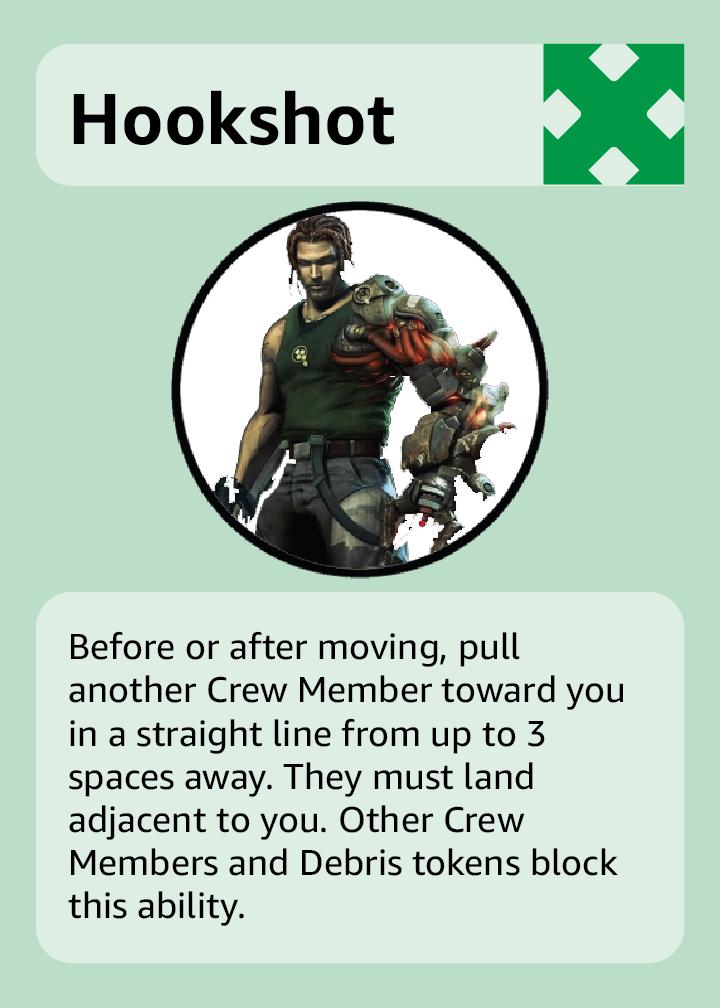 Hookshot
Before or after moving, pull
another Crew Member toward you
in a straight line from up to 3
spaces away. They must land
adjacent to you. Other Crew
Members and Debris tokens block
this ability.